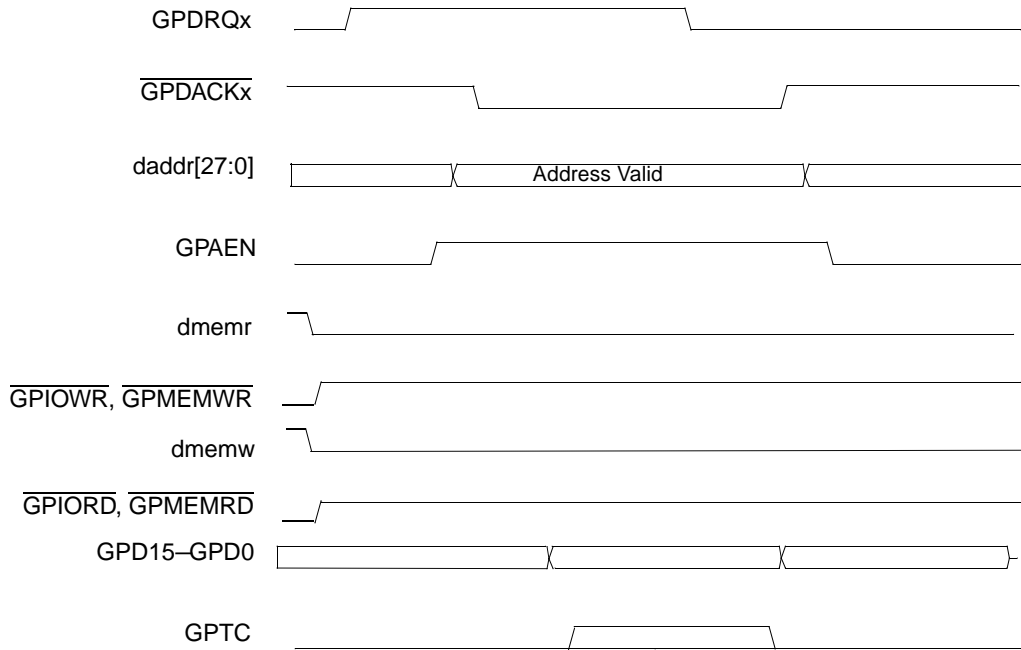 GPDRQx
GPDACKx
daddr[27:0]
Address Valid
GPAEN
dmemr
GPIOWR, GPMEMWR
dmemw
GPIORD, GPMEMRD
GPD15–GPD0
GPTC